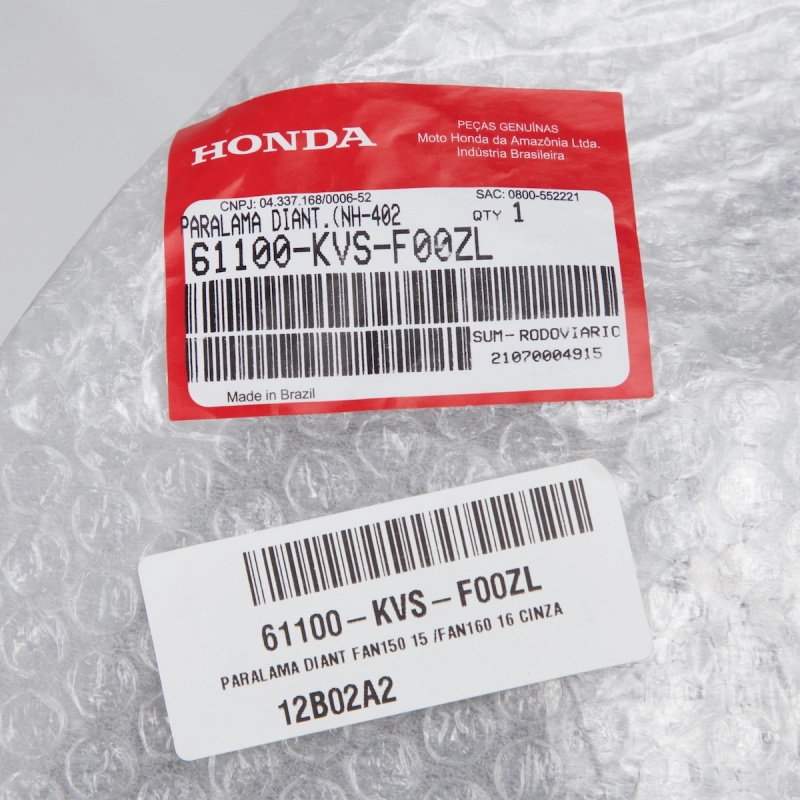 HONDA
PEÇAS GENUÍNAS
Moto Honda da Amazônia Ltda.
Indústria Brasileira
CNPJ: 04.337.168/0006-52
SAC: 0800-552221
PARALAMA DIANT.(NH-402
QTY 1
61100-KVS-F00ZL
SUM-RODOVIARIO
21070004915
Made in Brazil
61100-KVS-F00ZL
PARALAMA DIANT FAN150 15 /FAN160 16 CINZA
12B02A2